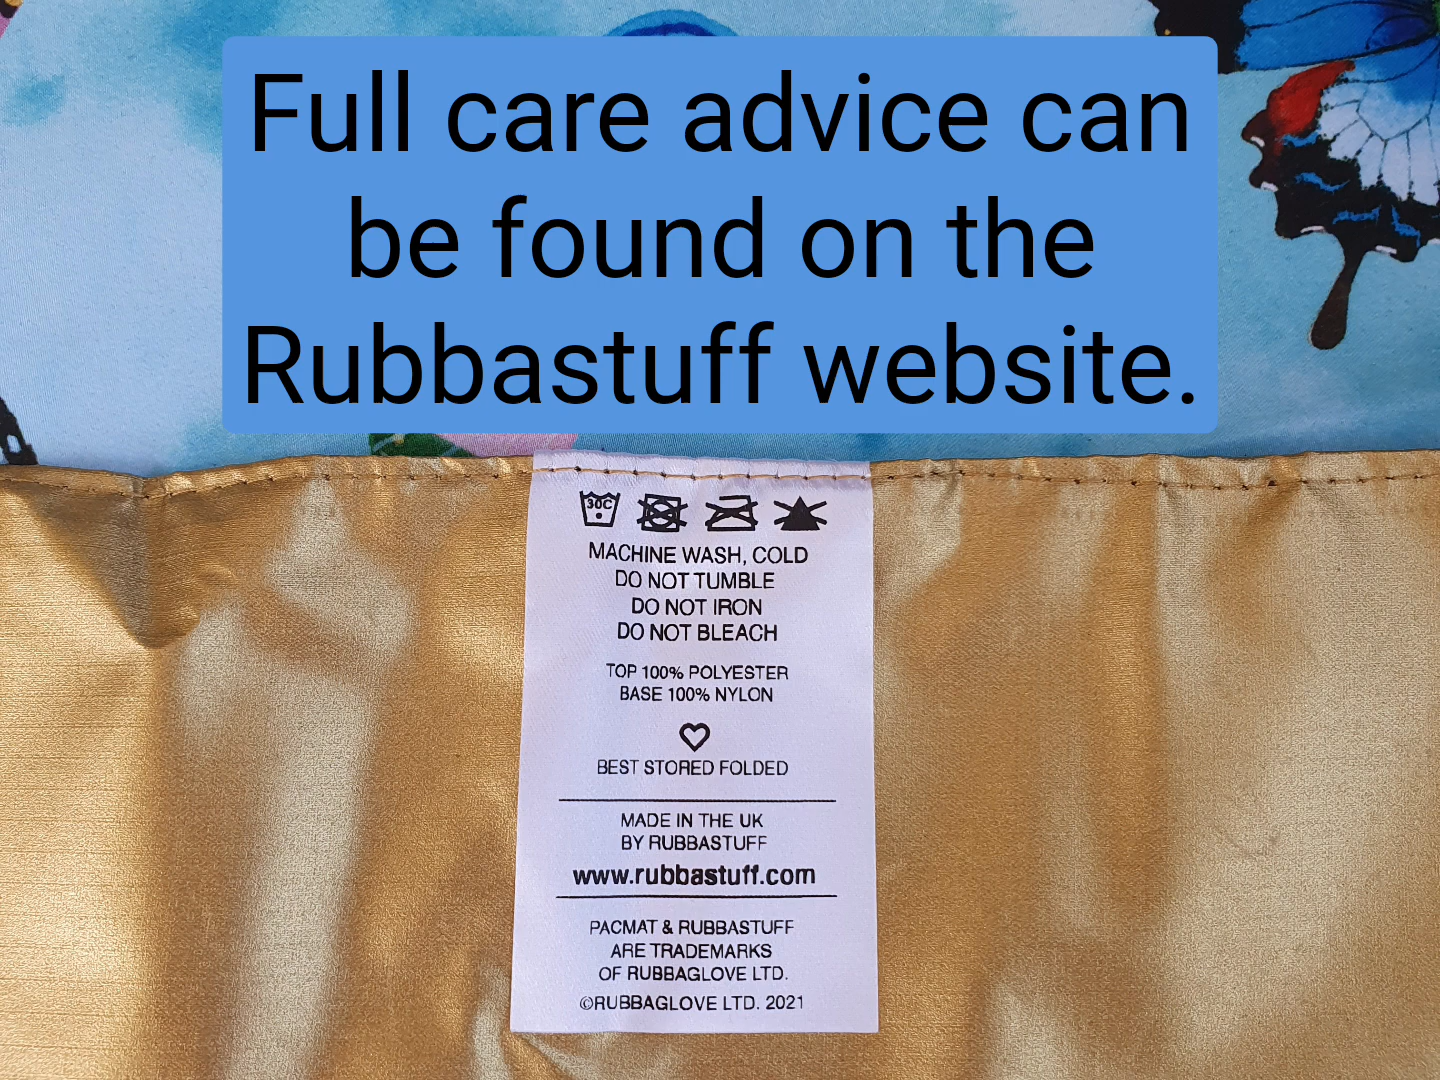 Full care advice can
be found on the
Rubbastuff website.
30C
MACHINE WASH, COLD
DO NOT TUMBLE
DO NOT IRON
DO NOT BLEACH
TOP 100% POLYESTER
BASE 100% NYLON
BEST STORED FOLDED
MADE IN THE UK
BY RUBBASTUFF
www.rubbastuff.com
PACMAT & RUBBASTUFF
ARE TRADEMARKS
OF RUBBAGLOVE LTD.
©RUBBAGLOVE LTD. 2021